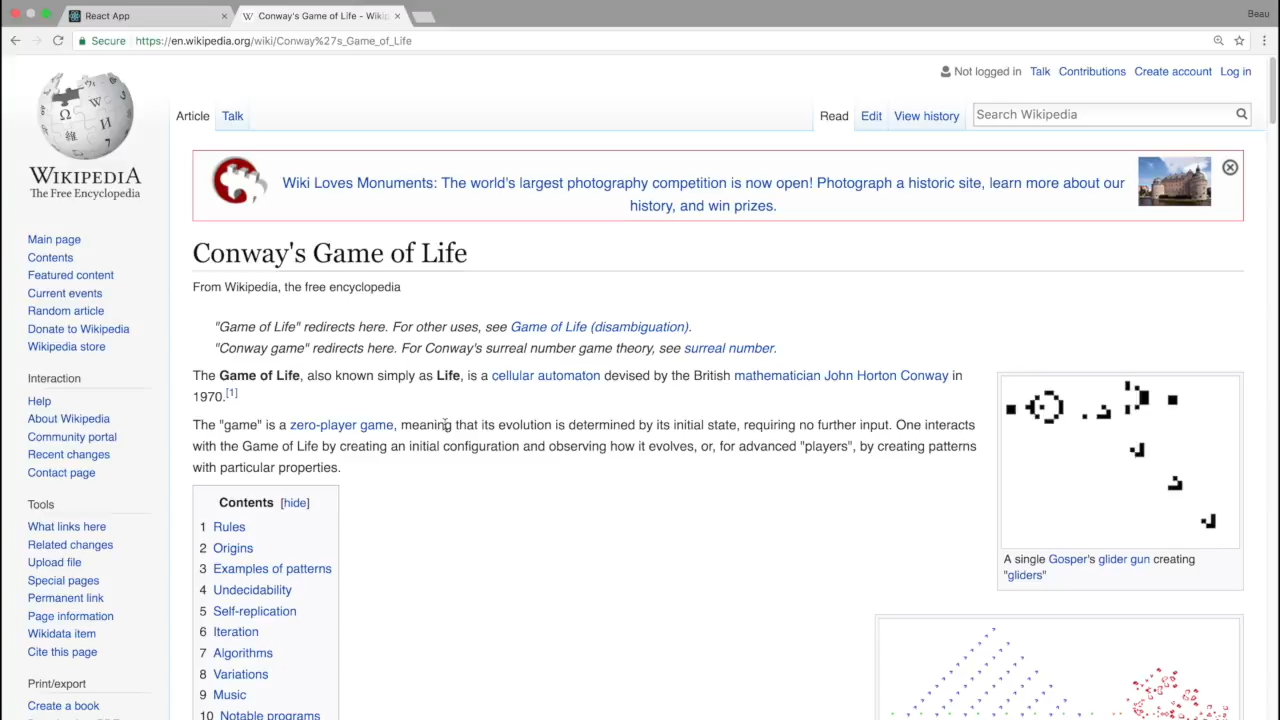 React App
Conway's Game of Life - Wiki
Beau
Secure
https://en.wikipedia.org/wiki/Conway%27s_Game_of_Life
Not logged in Talk Contributions Create account Log in
Article Talk
Read Edit View history
Search Wikipedia
WIKIPEDIA
The Free Encyclopedia
Wiki Loves Monuments: The world's largest photography competition is now open! Photograph a historic site, learn more about our
history, and win prizes.
Main page
Contents
Featured content
Current events
Random article
Donate to Wikipedia
Wikipedia store
Interaction
Help
About Wikipedia
Community portal
Recent changes
Contact page
Tools
What links here
Related changes
Upload file
Special pages
Permanent link
Page information
Wikidata item
Cite this page
Print/export
Create a book
Conway's Game of Life
From Wikipedia, the free encyclopedia
"Game of Life" redirects here. For other uses, see Game of Life (disambiguation).
"Conway game" redirects here. For Conway's surreal number game theory, see surreal number.
The Game of Life, also known simply as Life, is a cellular automaton devised by the British mathematician John Horton Conway in
1970.[1]
The "game" is a zero-player game, meaning that its evolution is determined by its initial state, requiring no further input. One interacts
with the Game of Life by creating an initial configuration and observing how it evolves, or, for advanced "players", by creating patterns
with particular properties.
Contents [hide]
1 Rules
2 Origins
3 Examples of patterns
4 Undecidability
5 Self-replication
6 Iteration
7 Algorithms
8 Variations
9 Music
10 Notable programs
A single Gosper's glider gun creating
"gliders"